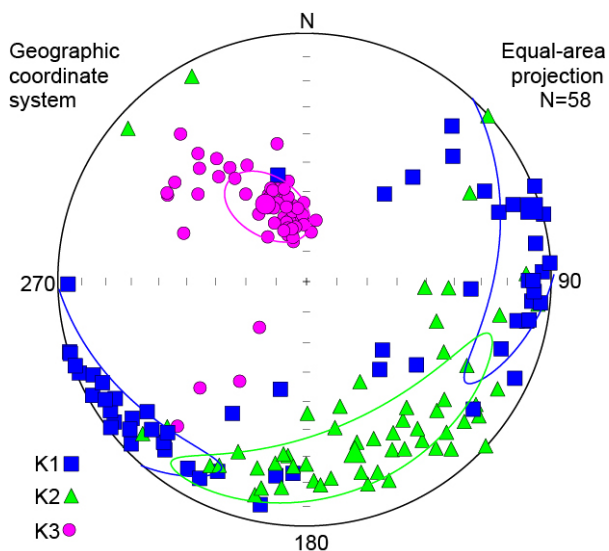 N
Geographic
coordinate
system
Equal-area
projection
N=58
270
90
K1
K2
K3
180